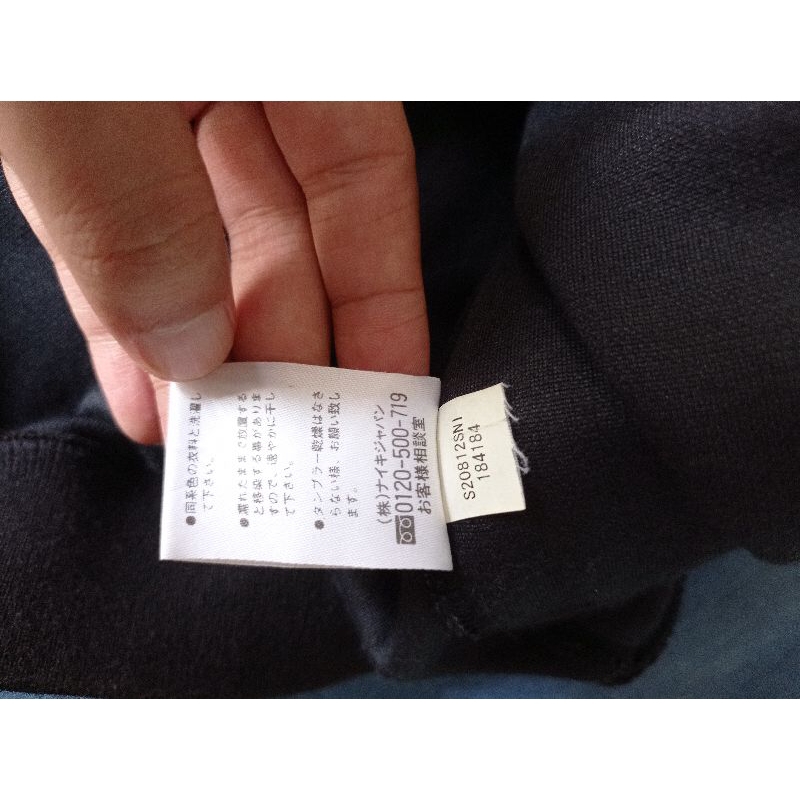 ●同系色の衣料と洗濯し
て下さい。
●濡れたままで放置する
と移染する事がありま
すので、速やかに干し
て下さい。
●タンブラー乾燥はなさ
らない様、お願い致し
ます。
(株)ナイキジャパン
0120-500-719
お客様相談室
S20812SNI
184184